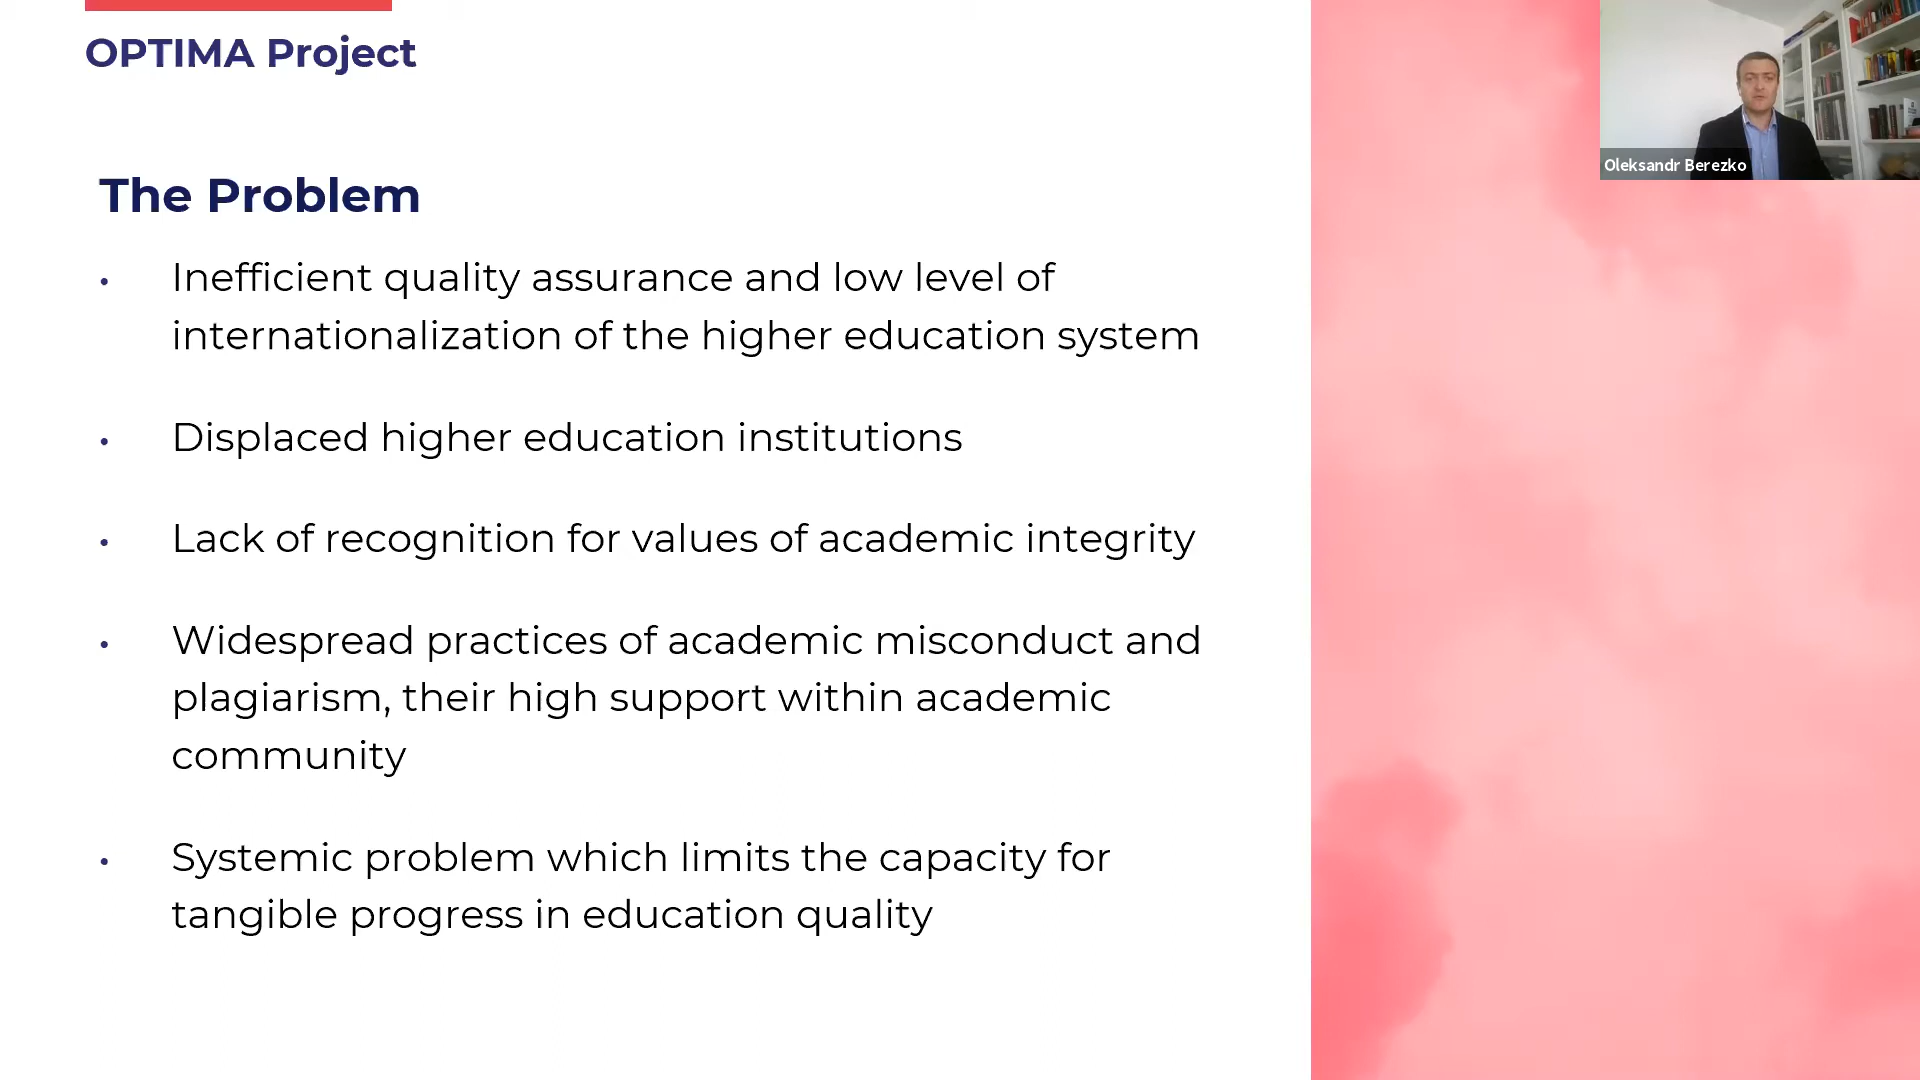 OPTIMA Project
Oleksandr Berezko
The Problem
• Inefficient quality assurance and low level of
internationalization of the higher education system
• Displaced higher education institutions
• Lack of recognition for values of academic integrity
• Widespread practices of academic misconduct and
plagiarism, their high support within academic
community
• Systemic problem which limits the capacity for
tangible progress in education quality